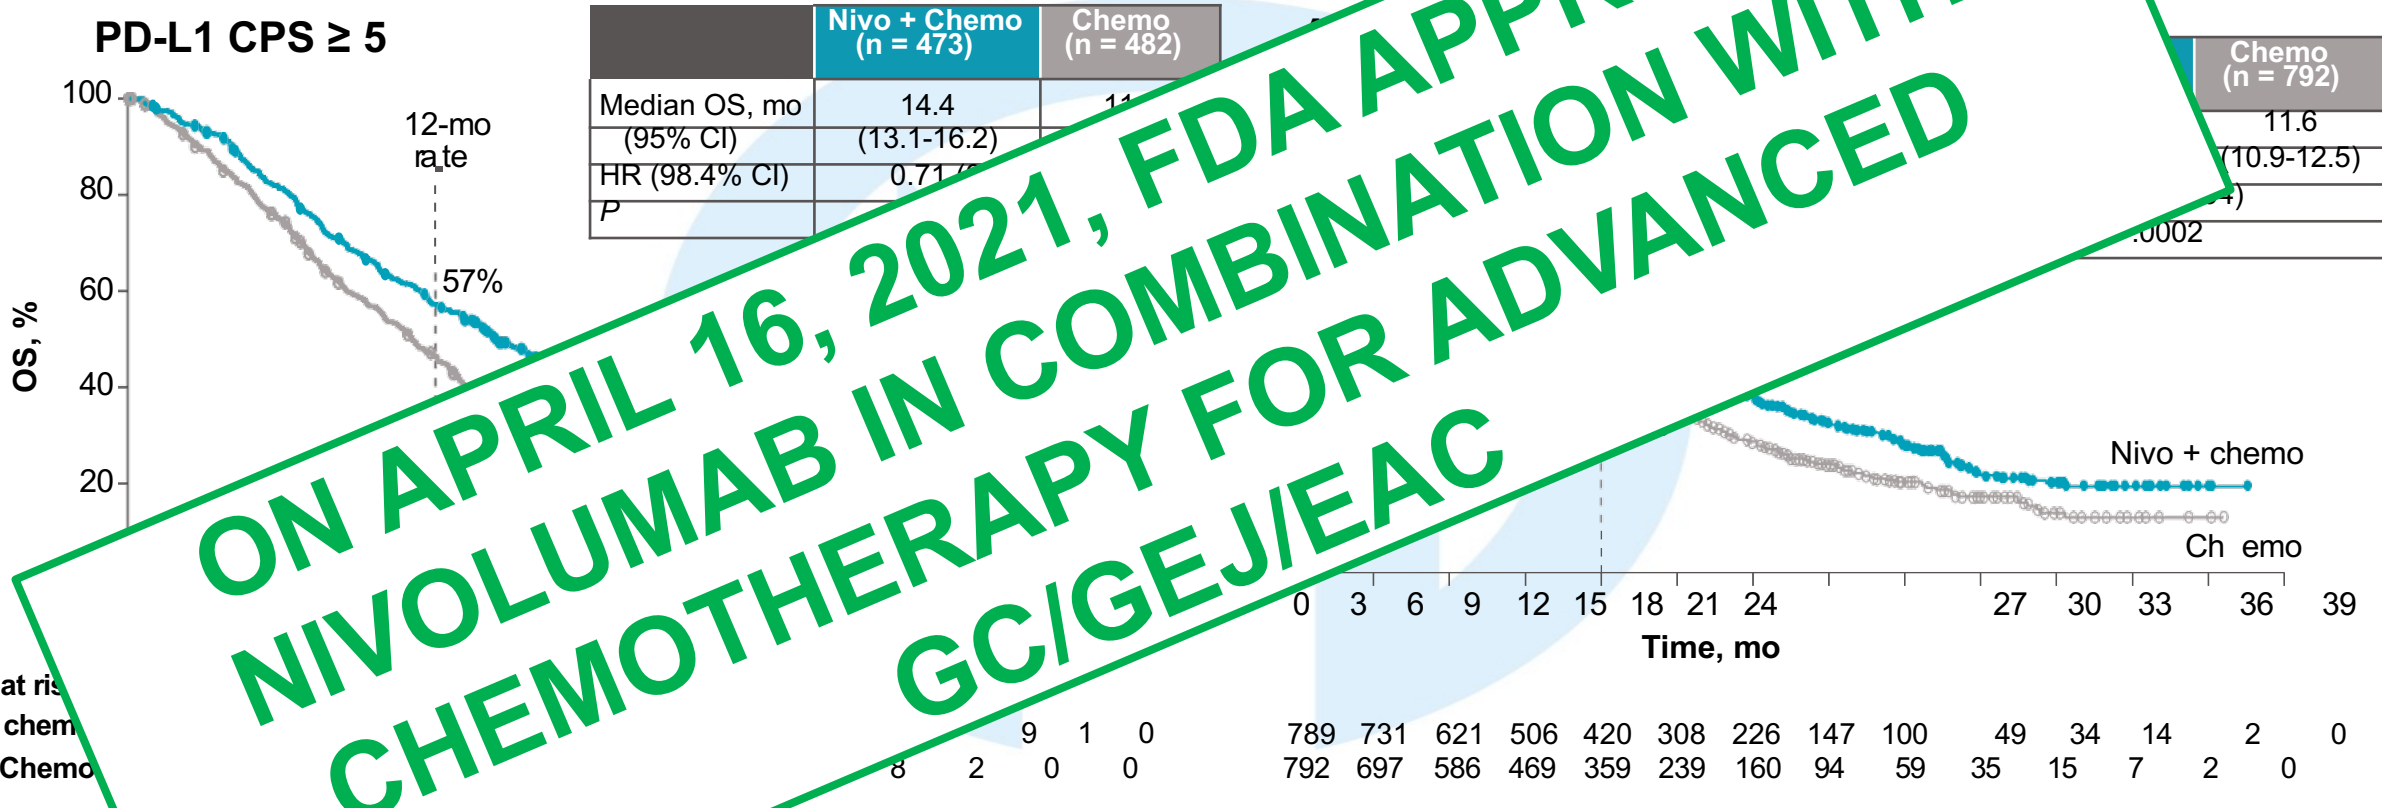 PD-L1 CPS ≥ 5
Nivo + Chemo
(n = 473)
Chemo
(n = 482)
Median OS, mo
14.4
(95% CI)
(13.1-16.2)
HR (98.4% CI)
0.71
P
100
80
60
40
20
OS, %
12-mo
rate
57%
ON APRIL 16, 2021, FDA
NIVOLUMAB IN COMBINATION
CHEMOTHERAPY FOR ADVANCED
GC/GEJ/EAC
Chemo
(n = 792)
11.6
(10.9-12.5)
.0002
Nivo + chemo
Ch emo
0 3 6 9 12 15 18 21 24 27 30 33 36 39
Time, mo
at
9 1 0
789 731 621 506 420 308 226 147 100 49 34 14 2 0
Chemo
8 2 0 0
792 697 586 469 359 239 160 94 59 35 15 7 2 0